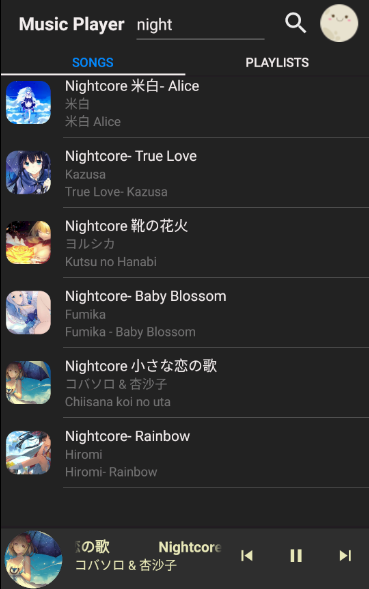 Music Player night
SONGS PLAYLISTS
Nightcore 米白- Alice
米白
米白 Alice
Nightcore- True Love
Kazusa
True Love- Kazusa
Nightcore 靴の花火
ヨルシカ
Kutsu no Hanabi
Nightcore- Baby Blossom
Fumika
Fumika - Baby Blossom
Nightcore 小さな恋の歌
コバソロ & 杏沙子
Chiisana koi no uta
Nightcore- Rainbow
Hiromi
Hiromi- Rainbow
恋の歌 Nightcore
コバソロ & 杏沙子